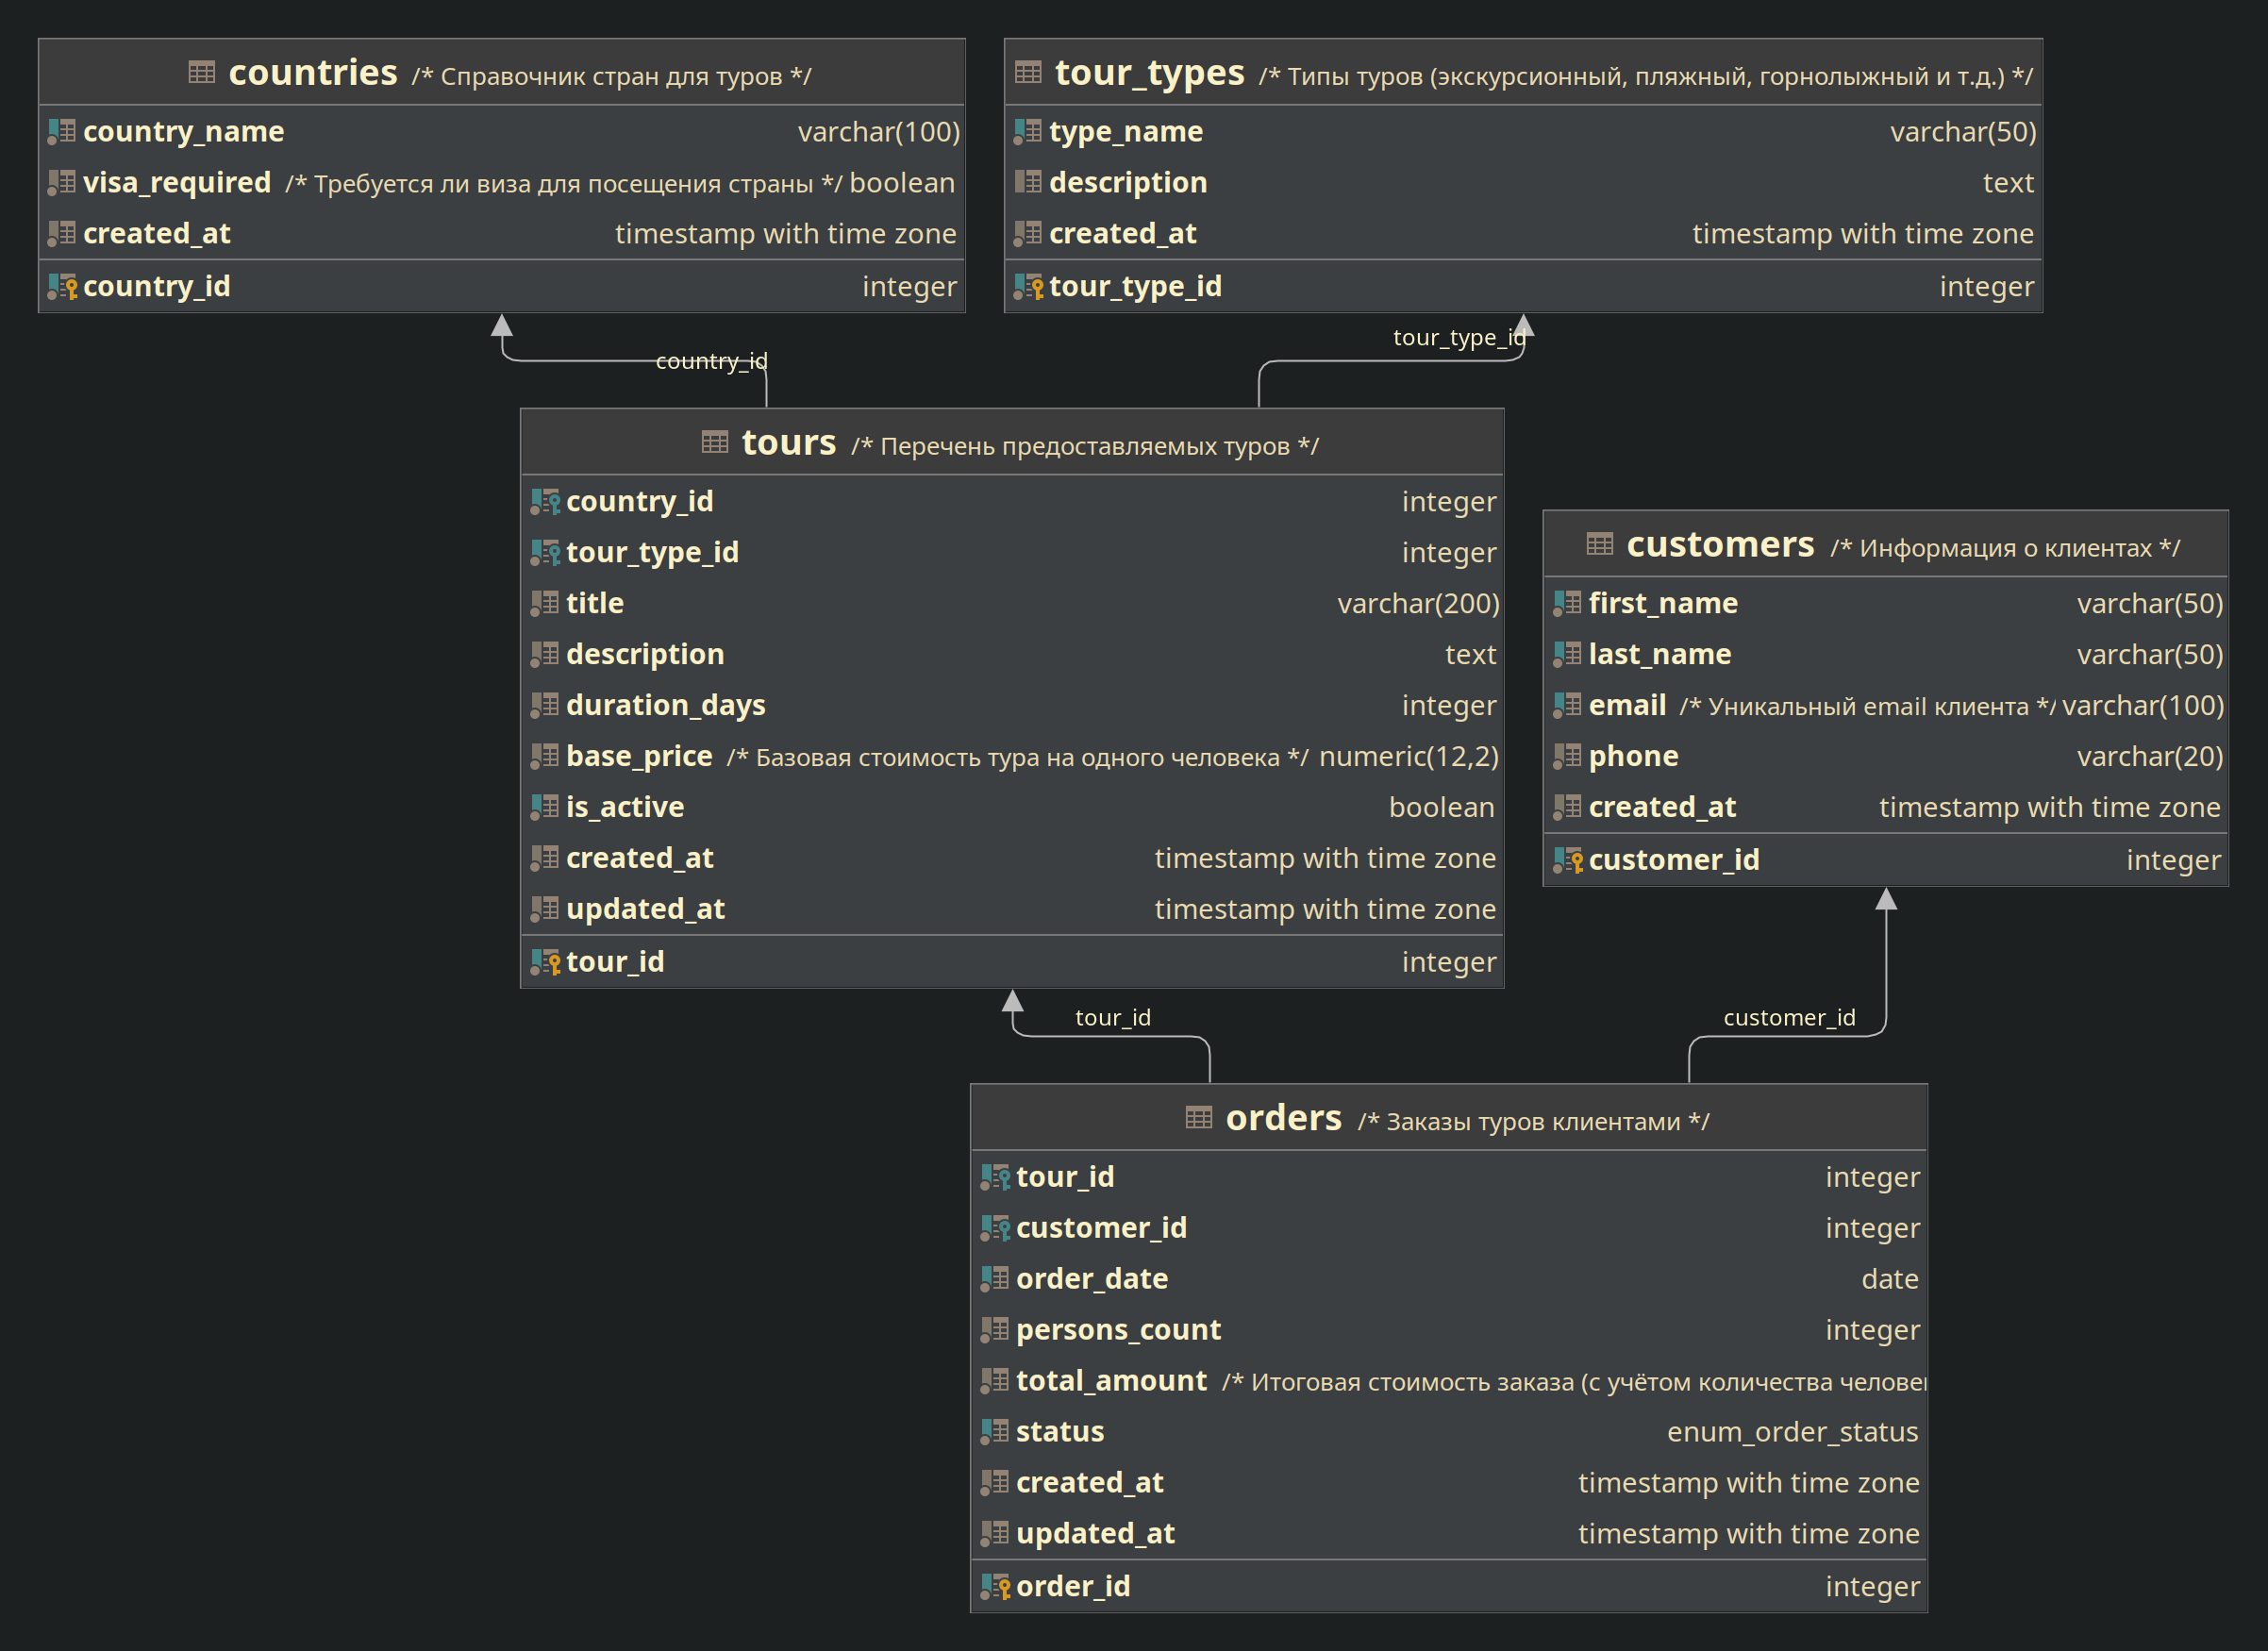 countries /* Справочник стран для туров */
country_name varchar(100)
visa_required /* Требуется ли виза для посещения страны */ boolean
created_at timestamp with time zone
country_id integer
tour_types /* Типы туров (экскурсионный, пляжный, горнолыжный и т.д.) */
type_name varchar(50)
description text
created_at timestamp with time zone
tour_type_id integer
country_id
tour_type_id
tours /* Перечень предоставляемых туров */
country_id integer
tour_type_id integer
title varchar(200)
description text
duration_days integer
base_price /* Базовая стоимость тура на одного человека */ numeric(12,2)
is_active boolean
created_at timestamp with time zone
updated_at timestamp with time zone
tour_id integer
customers /* Информация о клиентах */
first_name varchar(50)
last_name varchar(50)
email /* Уникальный email клиента */ varchar(100)
phone varchar(20)
created_at timestamp with time zone
customer_id integer
tour_id
customer_id
orders /* Заказы туров клиентами */
tour_id integer
customer_id integer
order_date date
persons_count integer
total_amount /* Итоговая стоимость заказа (с учётом количества
status enum_order_status
created_at timestamp with time zone
updated_at timestamp with time zone
order_id integer